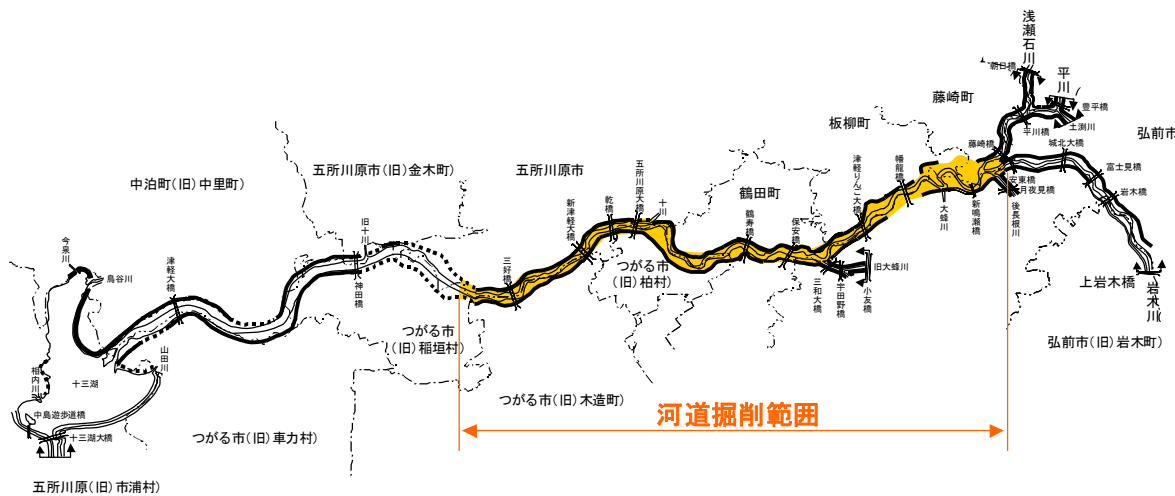 浅瀬石川
朝日橋
平川
豊平橋
藤崎町
土渕川
弘前市
板柳町
平川橋
藤崎橋
城北大橋
五所川原市(旧)金木町)
五所川原市
中泊町(旧)中里町)
鶴田町
津軽りんご大橋
幡龍橋
富士見橋
岩木橋
安東橋
月夜見橋
後長根川
新鳴瀬橋
大蜂川
五所川原大橋
十川
乾橋
新津軽大橋
鶴寿橋
保安橋
旧十川
今泉川
鳥谷川
津軽大橋
神田橋
三好橋
つがる市
(旧)柏村)
旧大蜂川
小友橋
宇田野橋
三和大橋
上岩木橋
岩木川
つがる市
(旧)稲垣村)
弘前市(旧)岩木町)
山田川
相内川
十三湖
つがる市(旧)木造町)
河道掘削範囲
中島遊歩道橋
十三湖大橋
つがる市(旧)車力村)
五所川原(旧)市浦村)